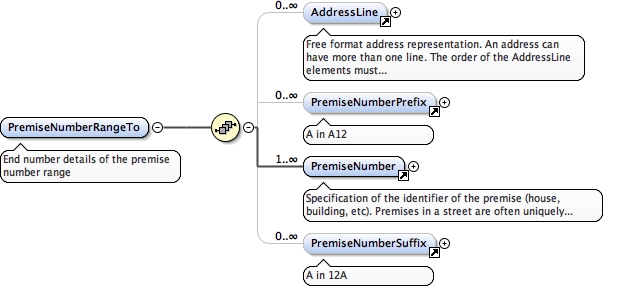 0..∞
AddressLine
Free format address representation. An address can
have more than one line. The order of the AddressLine
elements must...
0..∞
PremiseNumberPrefix
A in A12
PremiseNumberRangeTo
End number details of the premise
number range
1..∞
PremiseNumber
Specification of the identifier of the premise (house,
building, etc). Premises in a street are often uniquely...
0..∞
PremiseNumberSuffix
A in 12A